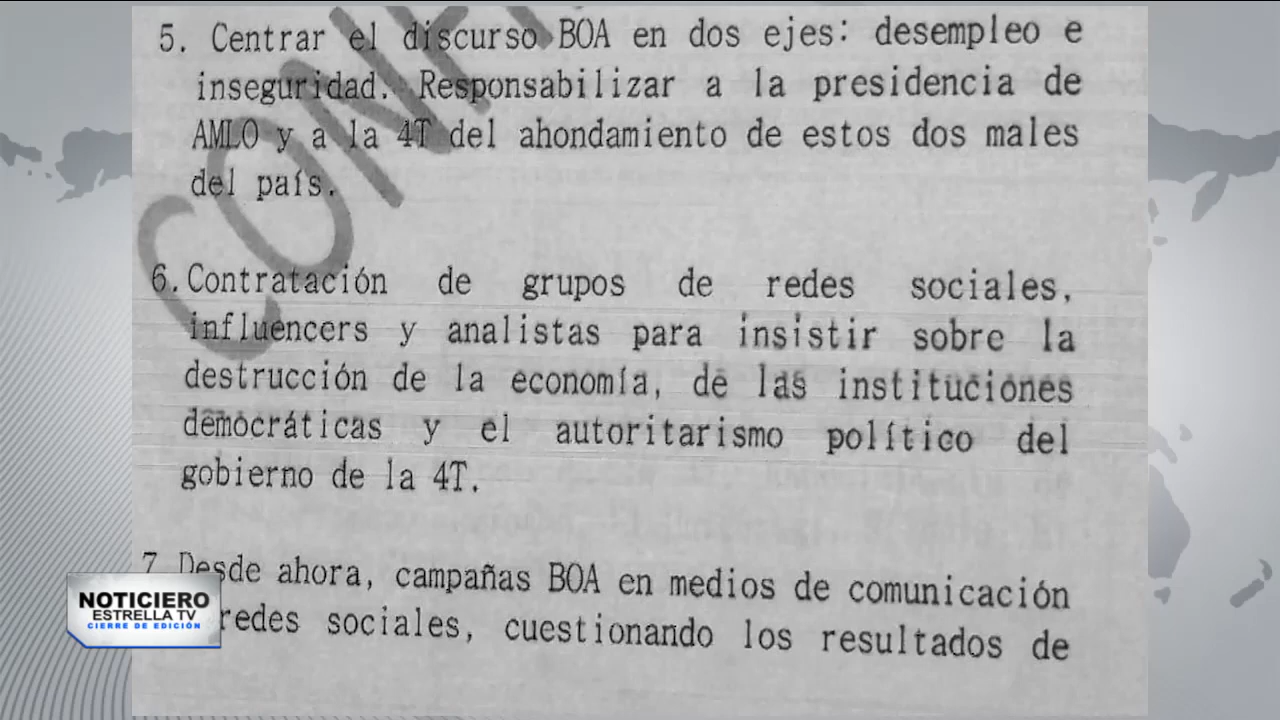 5. Centrar el discurso BOA en dos ejes: desempleo e
inseguridad. Responsabilizar a la presidencia de
AMLO y a la 4T del ahondamiento de estos dos males
del país.
6. Contratación de grupos de redes sociales,
influencers y analistas para insistir sobre la
destrucción de la economía, de las instituciones
democráticas y el autoritarismo político del
gobierno de la 4T.
7 Desde ahora, campañas BOA en medios de comunicación
redes sociales, cuestionando los resultados de
CONF
NOTICIERO
ESTRELLA TV
CIERRE DE EDICIÓN